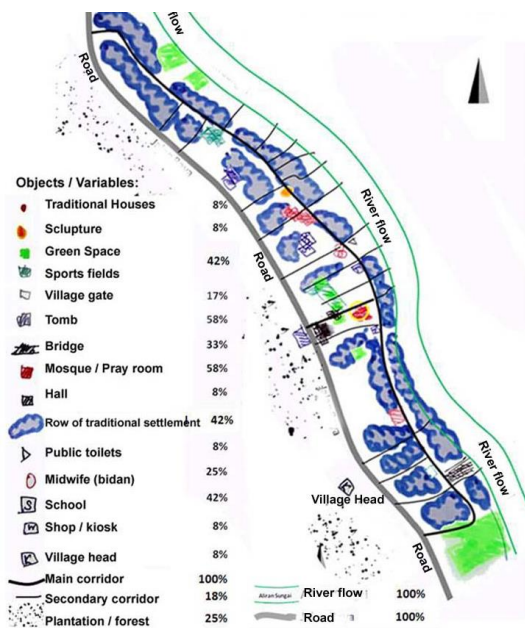 flow
Road
Road
River flow
Road
Objects / Variables:
Traditional Houses 8%
Sclupture 8%
Green Space
42%
Sports fields
Village gate 17%
Tomb 58%
Bridge 33%
Mosque / Pray room 58%
Hall 8%
Row of traditional settlement 42%
Public toilets 8%
Midwife (bidan) 25%
School 42%
Shop / kiosk 8%
Village head 8%
Main corridor 100%
Secondary corridor 18%
Plantation / forest 25%
Village Head
River flow
Road
Aliran Sungai River flow 100%
Road 100%
S